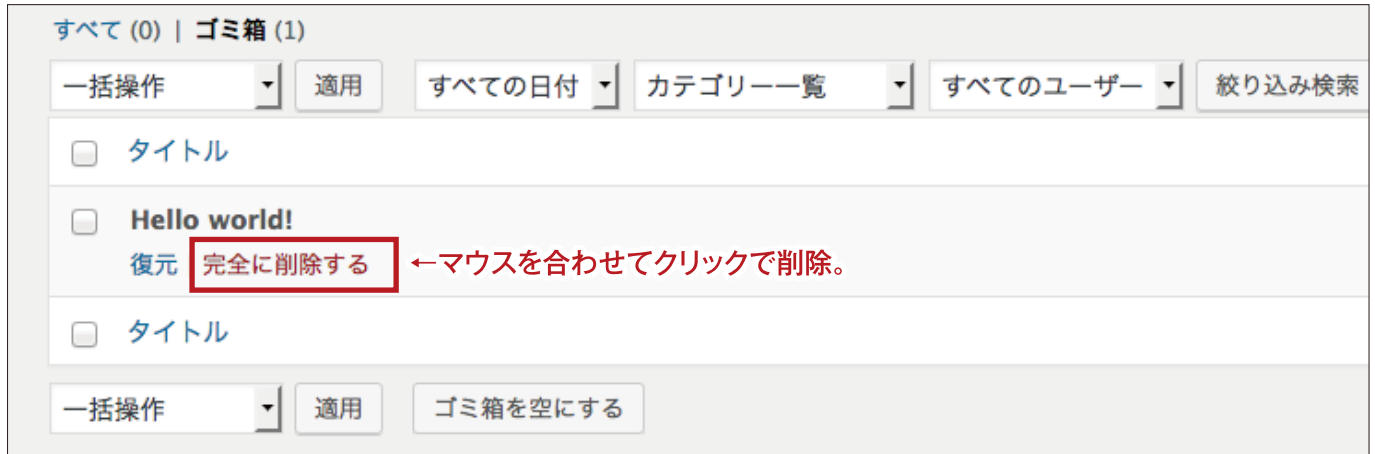 すべて (0) | ゴミ箱 (1)
一括操作 適用 すべての日付 カテゴリー一覧 すべてのユーザー 絞り込み検索
タイトル
Hello world!
復元 完全に削除する ←マウスを合わせてクリックで削除。
タイトル
一括操作 適用 ゴミ箱を空にする